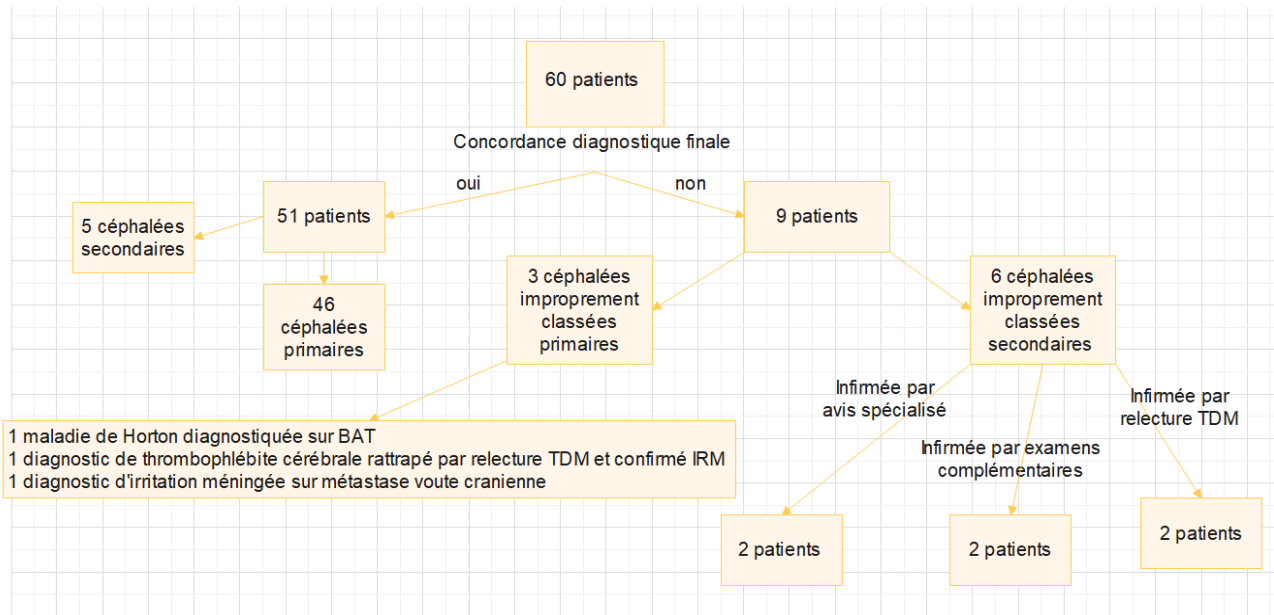 60 patients
Concordance diagnostique finale
oui
non
5 céphalées
secondaires
51 patients
9 patients
46
céphalées
primaires
3 céphalées
improprement
classées
primaires
6 céphalées
improprement
classées
secondaires
1 maladie de Horton diagnostiquée sur BAT
1 diagnostic de thrombophlébite cérébrale rattrapé par relecture TDM et confirmé IRM
1 diagnostic d'irritation méningée sur métastase voute cranienne
Infirmée par
avis spécialisé
Infirmée par examens
complémentaires
Infirmée par
relecture TDM
2 patients
2 patients
2 patients